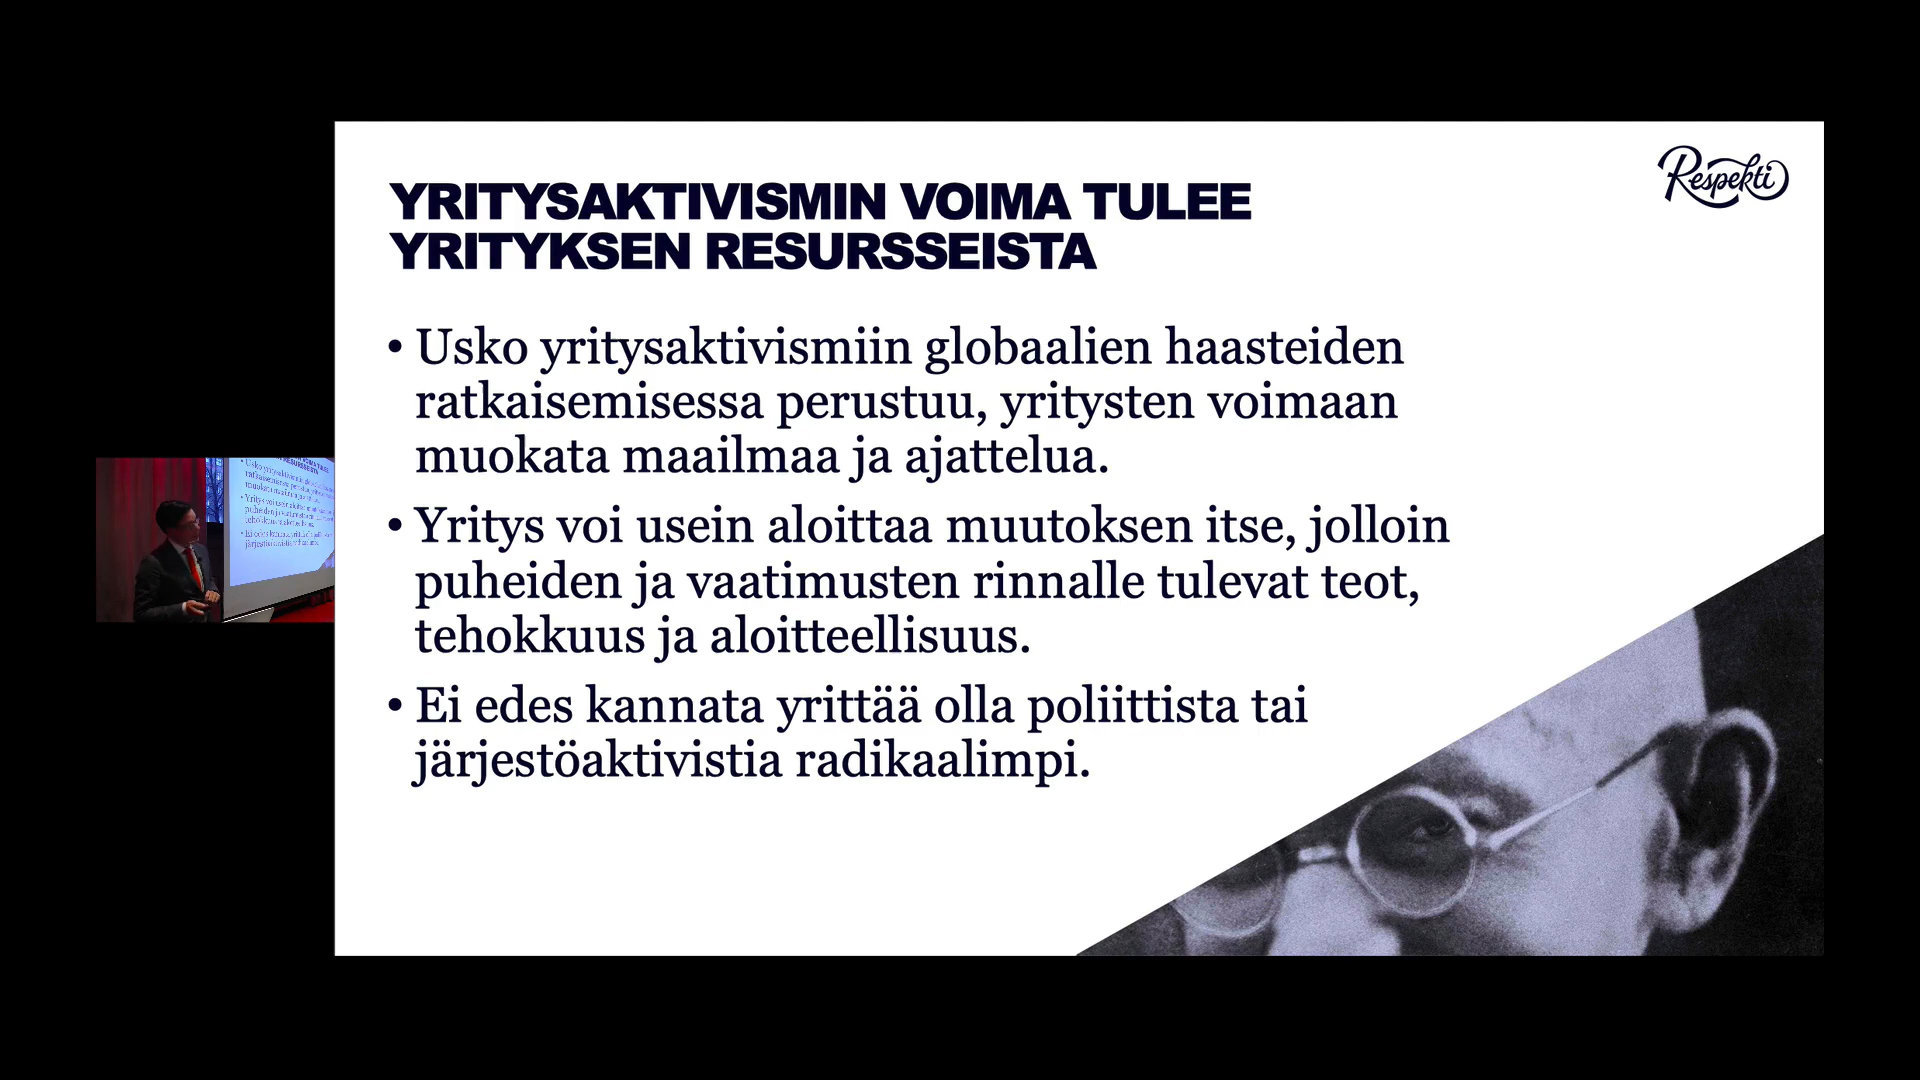 Respekti
YRITYSAKTIVISMIN VOIMA TULEE
YRITYKSEN RESURSSEISTA
• Usko yritysaktivismiin globaalien haasteiden
ratkaisemisessa perustuu, yritysten voimaan
muokata maailmaa ja ajattelua.
• Yritys voi usein aloittaa muutoksen itse, jolloin
puheiden ja vaatimusten rinnalle tulevat teot,
tehokkuus ja aloitteellisuus.
• Ei edes kannata yrittää olla poliittista tai
järjestöaktivistia radikaalimpi.